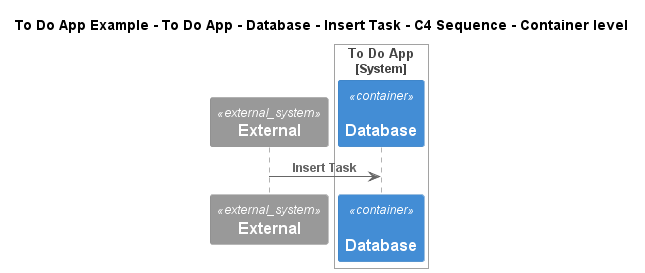 To Do App Example - To Do App - Database - Insert Task - C4 Sequence - Container level
To Do App
[System]
«external_system»
External
«container»
Database
Insert Task
«external_system»
External
«container»
Database